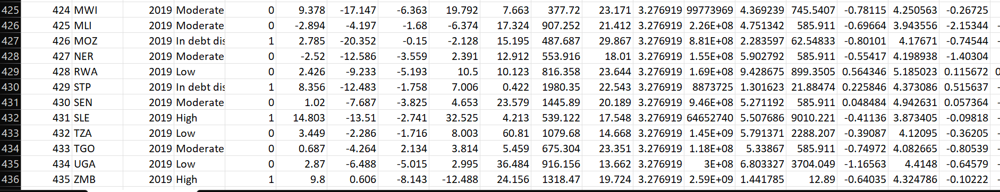 425 424 MWI 2019 Moderate 0 9.378 -17.147 -6.363 19.792 7.663 377.72 23.171 3.276919 99773969 4.369239 745.5407 -0.78115 4.250563 -0.26725
426 425 MLI 2019 Moderate 0 -2.894 -4.197 -1.68 -6.374 17.324 907.252 21.412 3.276919 2.26E+08 4.751342 585.911 -0.69664 3.943556 -2.15344 -
427 426 MOZ 2019 In debt dis 1 2.785 -20.352 -0.15 -2.128 15.195 487.687 29.867 3.276919 8.81E+08 2.283597 62.54833 -0.80101 4.17671 -0.74544 -
428 427 NER 2019 Moderate 0 -2.52 -12.586 -3.559 2.391 12.912 553.916 18.01 3.276919 1.55E+08 5.902792 585.911 -0.55417 4.198938 -1.40304
429 428 RWA 2019 Low 0 2.426 -9.233 -5.193 10.5 10.123 816.358 23.644 3.276919 1.69E+08 9.428675 899.3505 0.564346 5.185023 0.115672 0
430 429 STP 2019 In debt dis 1 8.356 -12.483 -1.758 7.006 0.422 1980.35 22.543 3.276919 8873725 1.301623 21.88474 0.225846 4.373086 0.515637 -
431 430 SEN 2019 Moderate 0 1.02 -7.687 -3.825 4.653 23.579 1445.89 20.189 3.276919 9.46E+08 5.271192 585.911 0.048484 4.942631 0.057364 -
432 431 SLE 2019 High 1 14.803 -13.51 -2.741 32.525 4.213 539.122 17.548 3.276919 64652740 5.507686 9010.221 -0.41136 3.873405 -0.09818 -
433 432 TZA 2019 Low 0 3.449 -2.286 -1.716 8.003 60.81 1079.68 14.668 3.276919 1.45E+09 5.791371 2288.207 -0.39087 4.12095 -0.36205 -
434 433 TGO 2019 Moderate 0 0.687 -4.264 2.134 3.814 5.459 675.304 23.351 3.276919 1.18E+08 5.33867 585.911 -0.74972 4.082665 -0.80539 -
435 434 UGA 2019 Low 0 2.87 -6.488 -5.015 2.995 36.484 916.156 13.662 3.276919 3E+08 6.803327 3704.049 -1.16563 4.4148 -0.64579 -
436 435 ZMB 2019 High 1 9.8 0.606 -8.143 -12.488 24.156 1318.47 19.724 3.276919 2.59E+09 1.441785 12.89 -0.64035 4.324786 -0.10222 -